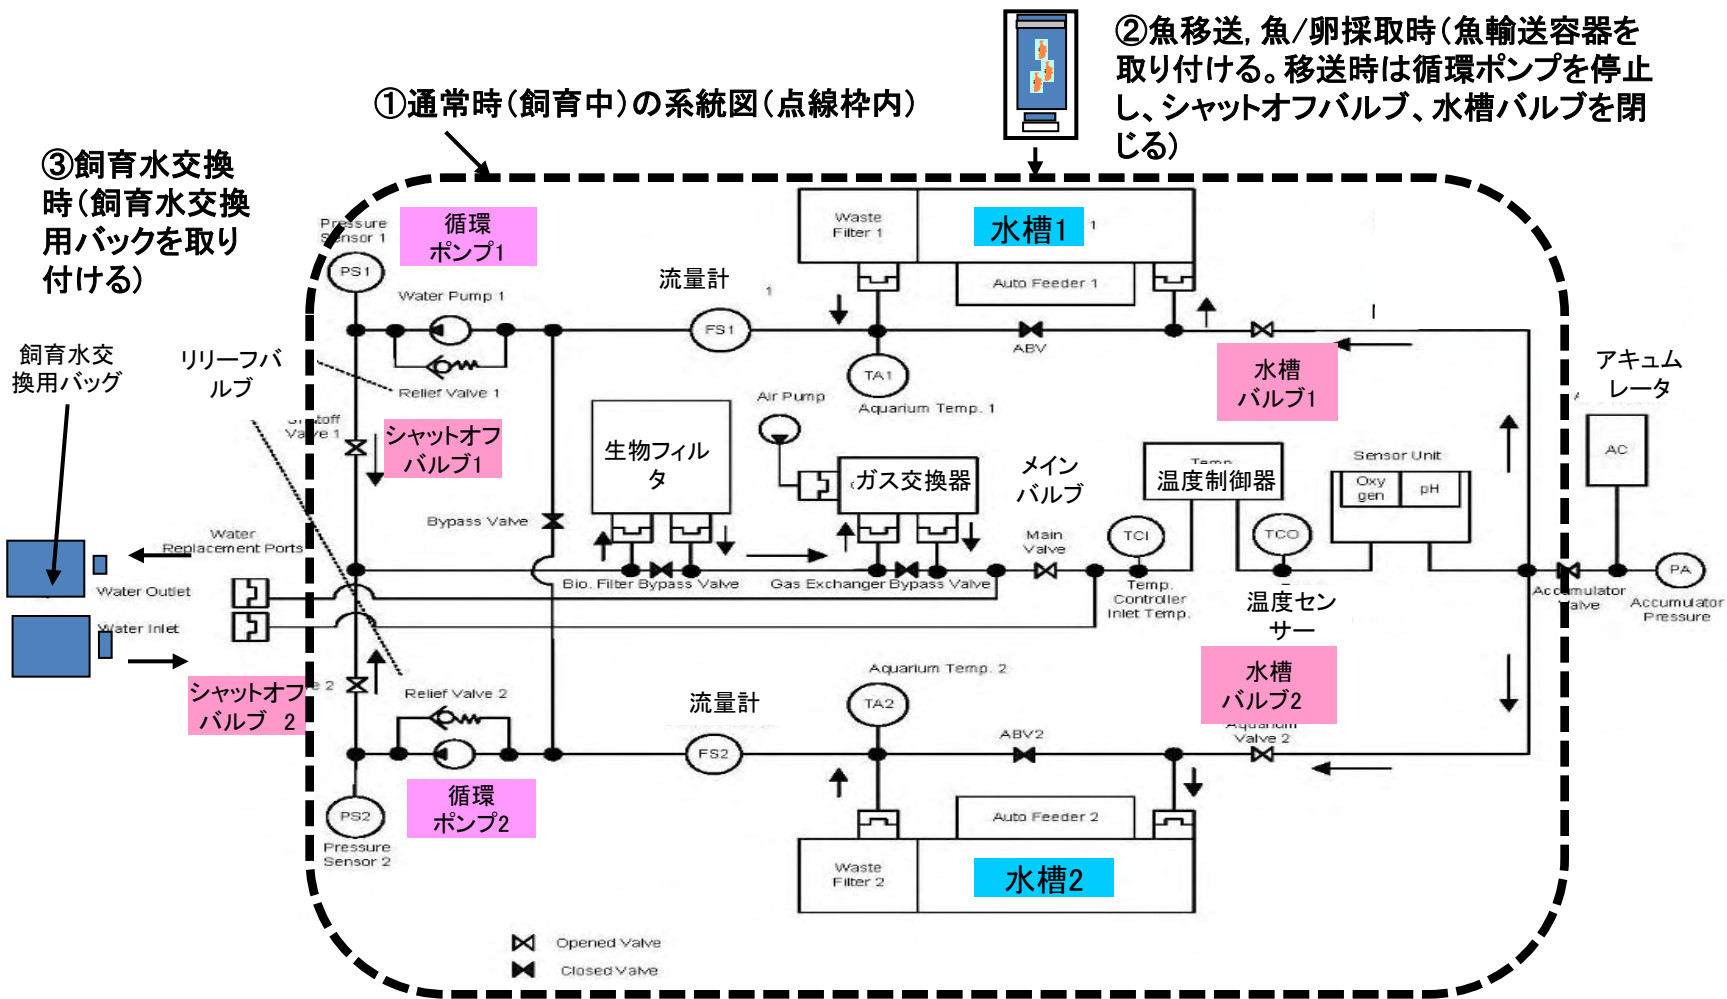 ②魚移送, 魚/卵採取時(魚輸送容器を
取り付ける。移送時は循環ポンプを停止
し、シャットオフバルブ、水槽バルブを閉
じる)
①通常時(飼育中)の系統図(点線枠内)
③飼育水交換
時(飼育水交換
用バックを取り
付ける)
Pressure
Sensor 1
PS1
循環
ポンプ1
Water Pump 1
Relief Valve 1
流量計
1
FS1
Waste
Filter 1
水槽1
1
Auto Feeder 1
ABV
TA1
Aquarium Temp. 1
水槽
バルブ1
アキュム
レータ
AC
飼育水交
換用バッグ
リリーフバ
ルブ
Valve 1
シャットオフ
バルブ1
生物フィル
タ
Air Pump
ガス交換器
メイン
バルブ
Temp.
温度制御器
Sensor Unit
Oxy
gen
pH
Bypass Valve
Water
Replacement Ports
Water Outlet
Water Inlet
Bio. Filter Bypass Valve
Gas Exchanger Bypass Valve
Main
Valve
TCI
Temp.
Controller
Inlet Temp.
TCO
温度セン
サー
Accumulator
Valve
PA
Accumulator
Pressure
シャットオフ
バルブ 2
e 2
Relief Valve 2
流量計
FS2
Aquarium Temp. 2
TA2
ABV2
水槽
バルブ2
Aquarium
Valve 2
循環
ポンプ2
PS2
Pressure
Sensor 2
Auto Feeder 2
Waste
Filter 2
水槽2
Opened Valve
Closed Valve